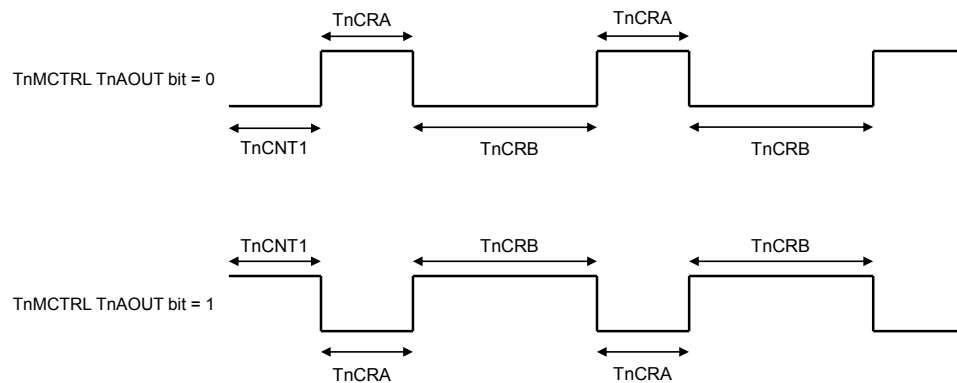 TnCRA TnCRA
TnMCTRL TnAOUT bit = 0
TnCNT1 TnCRB TnCRB
TnCNT1 TnCRB TnCRB
TnMCTRL TnAOUT bit = 1
TnCRA TnCRA